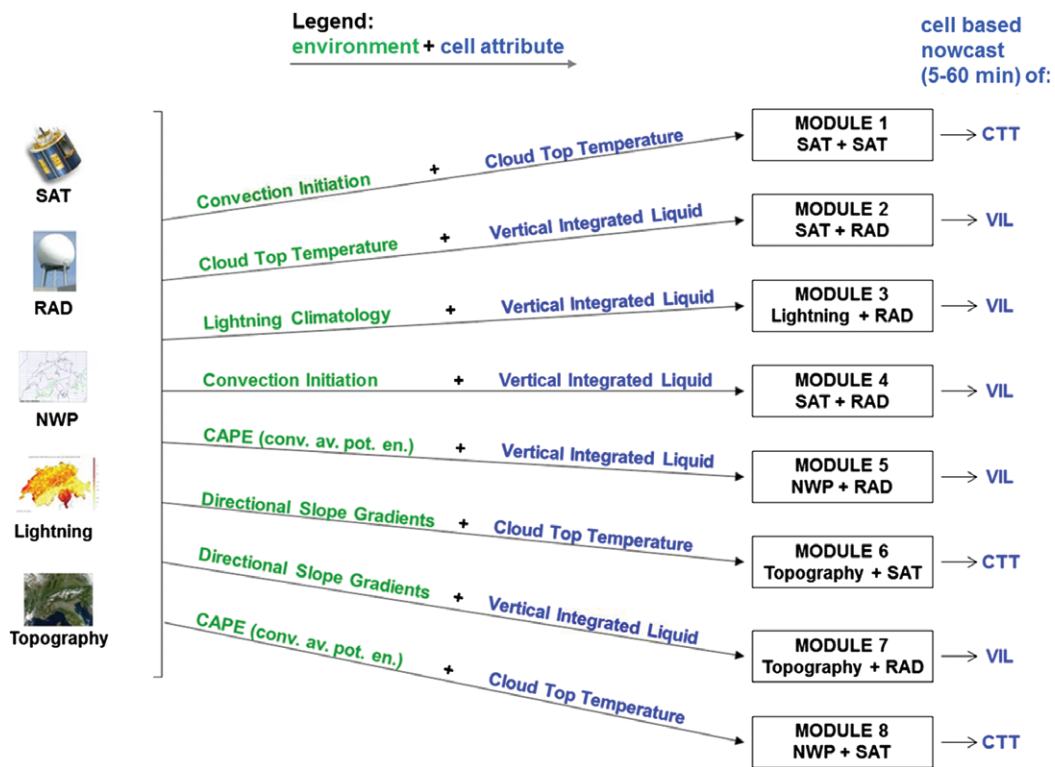 Legend:
environment + cell attribute
cell based
nowcast
(5-60 min) of:
SAT
RAD
NWP
Lightning
Topography
Convection Initiation + Cloud Top Temperature
MODULE 1
SAT + SAT
CTT
Cloud Top Temperature + Vertical Integrated Liquid
MODULE 2
SAT + RAD
VIL
Lightning Climatology + Vertical Integrated Liquid
MODULE 3
Lightning + RAD
VIL
Convection Initiation + Vertical Integrated Liquid
MODULE 4
SAT + RAD
VIL
CAPE (conv. av. pot. en.) + Vertical Integrated Liquid
MODULE 5
NWP + RAD
VIL
Directional Slope Gradients + Cloud Top Temperature
MODULE 6
Topography + SAT
CTT
Directional Slope Gradients + Vertical Integrated Liquid
MODULE 7
Topography + RAD
VIL
CAPE (conv. av. pot. en.) + Cloud Top Temperature
MODULE 8
NWP + SAT
CTT